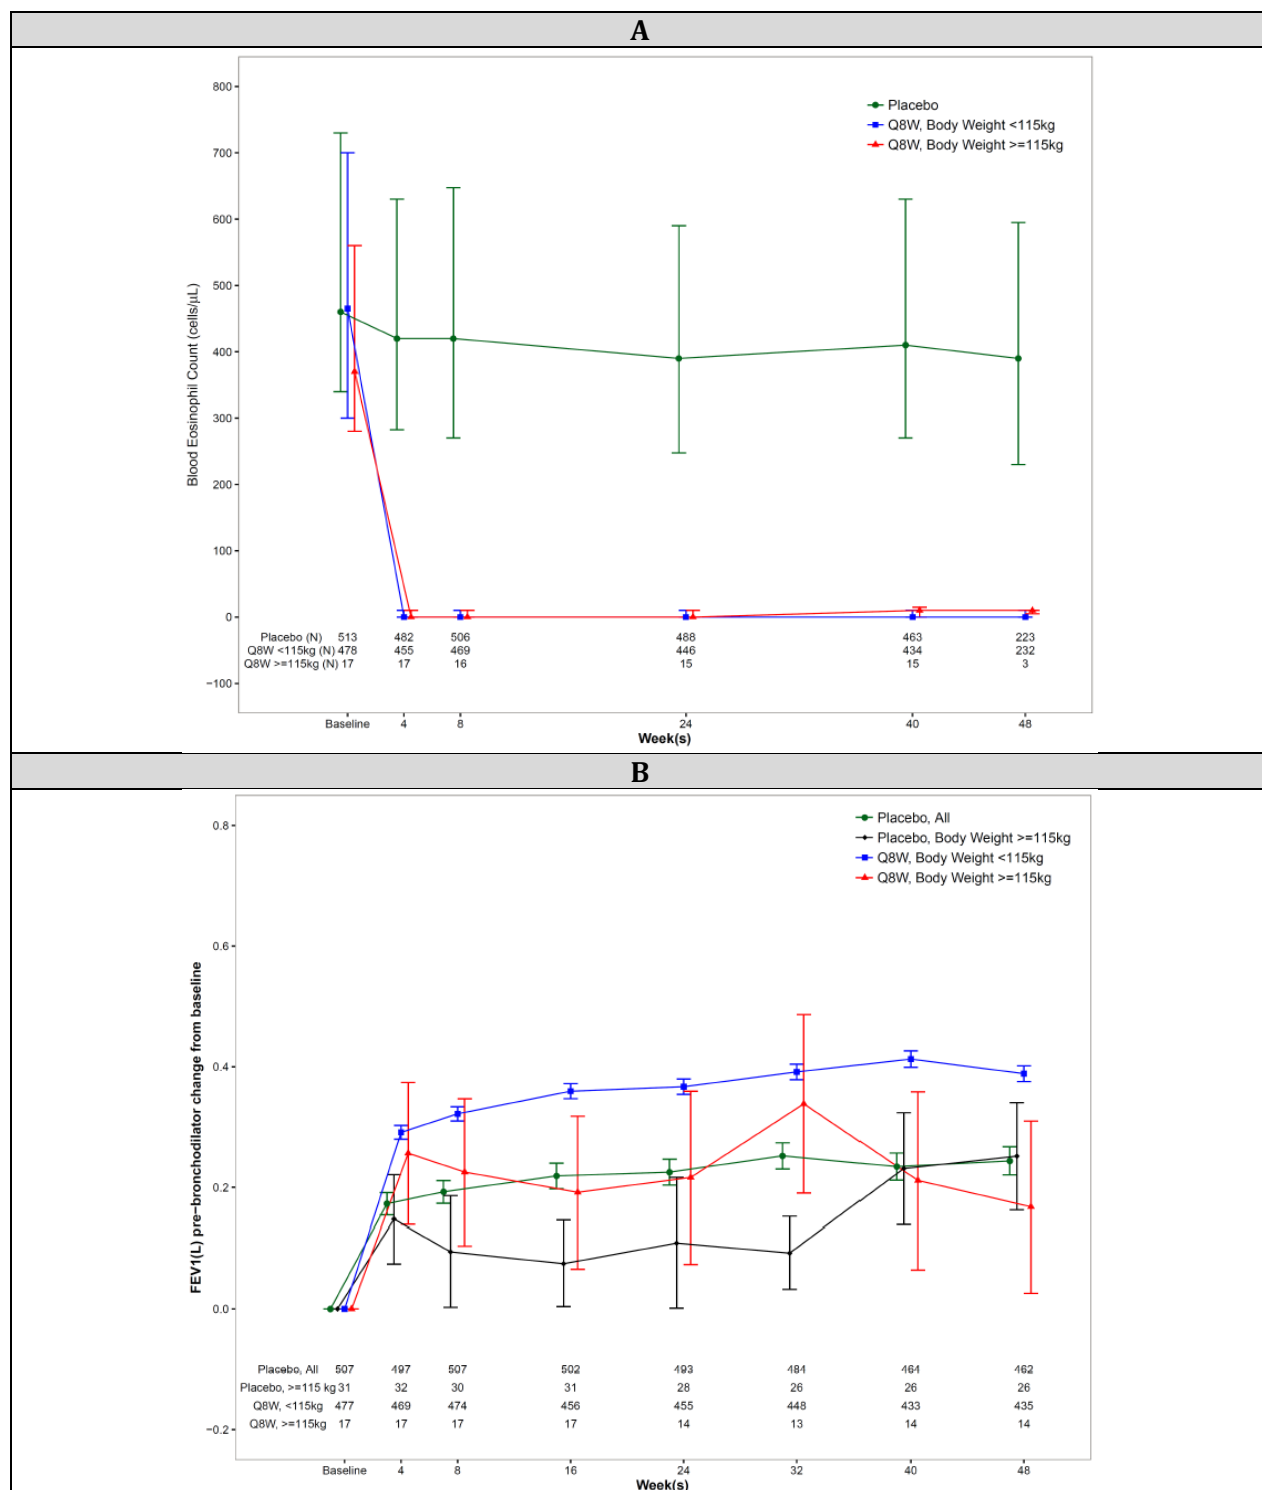 A
800
700
600
500
400
300
200
100
0
−100
Blood Eosinophil Count (cells/μL)
Placebo
Q8W, Body Weight <115kg
Q8W, Body Weight >=115kg
Placebo (N) 513 482 506 488 463 223
Q8W <115kg (N) 478 455 469 446 434 232
Q8W >=115kg (N) 17 17 16 15 15 3
Baseline 4 8 24 40 48
Week(s)
B
0.8
0.6
0.4
0.2
0.0
−0.2
FEV1(L) pre−bronchodilator change from baseline
Placebo, All
Placebo, Body Weight >=115kg
Q8W, Body Weight <115kg
Q8W, Body Weight >=115kg
Placebo, All 507 497 507 502 493 484 464 462
Placebo, >=115 kg 31 32 30 31 28 26 26 26
Q8W, <115kg 477 469 474 456 455 448 433 435
Q8W, >=115kg 17 17 17 17 14 13 14 14
Baseline 4 8 16 24 32 40 48
Week(s)